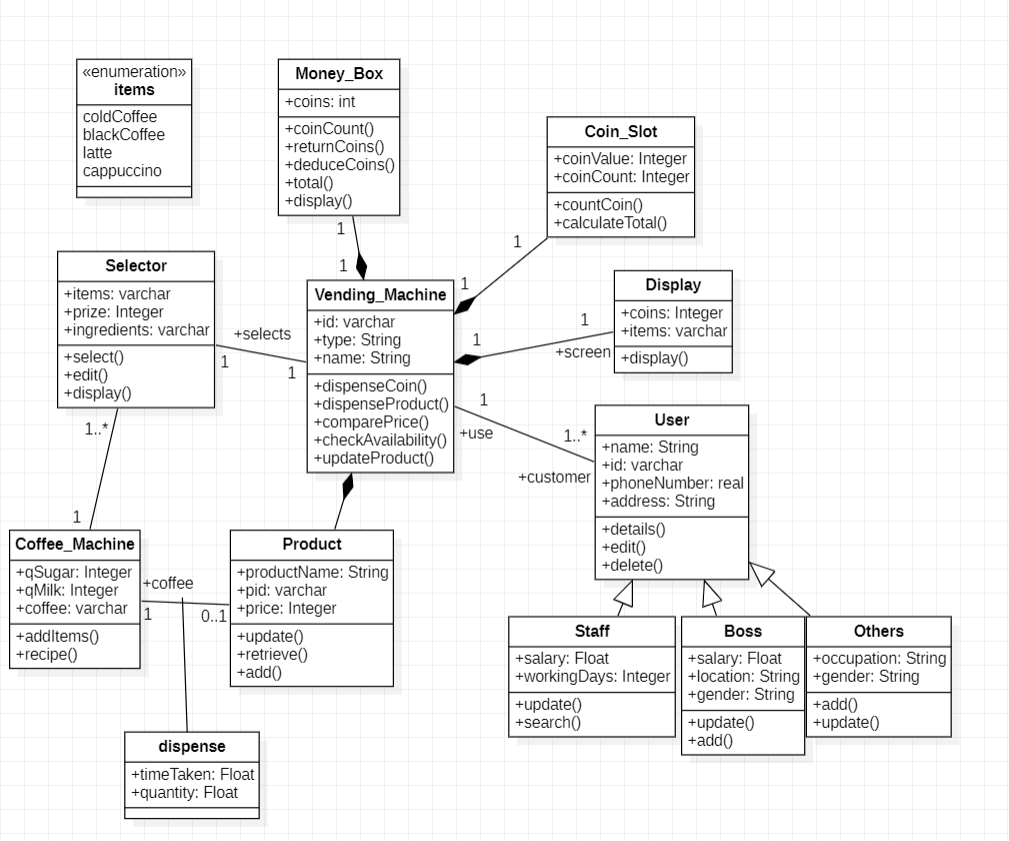 «enumeration»
items
coldCoffee
blackCoffee
latte
cappuccino
Money_Box
+coins: int
+coinCount()
+returnCoins()
+deduceCoins()
+total()
+display()
Coin_Slot
+coinValue: Integer
+coinCount: Integer
+countCoin()
+calculateTotal()
1
1
1
1
Selector
+items: varchar
+prize: Integer
+ingredients: varchar
+select()
+edit()
+display()
+selects
1
1
Vending_Machine
+id: varchar
+type: String
+name: String
+dispenseCoin()
+dispenseProduct()
+comparePrice()
+checkAvailability()
+updateProduct()
Display
+coins: Integer
+items: varchar
+display()
1
1
+screen
1
+use
1..*
+customer
User
+name: String
+id: varchar
+phoneNumber: real
+address: String
+details()
+edit()
+delete()
1..*
1
Coffee_Machine
+qSugar: Integer
+qMilk: Integer
+coffee: varchar
+addItems()
+recipe()
+coffee
1
0..1
Product
+productName: String
+pid: varchar
+price: Integer
+update()
+retrieve()
+add()
Staff
+salary: Float
+workingDays: Integer
+update()
+search()
Boss
+salary: Float
+location: String
+gender: String
+update()
+add()
Others
+occupation: String
+gender: String
+add()
+update()
dispense
+timeTaken: Float
+quantity: Float